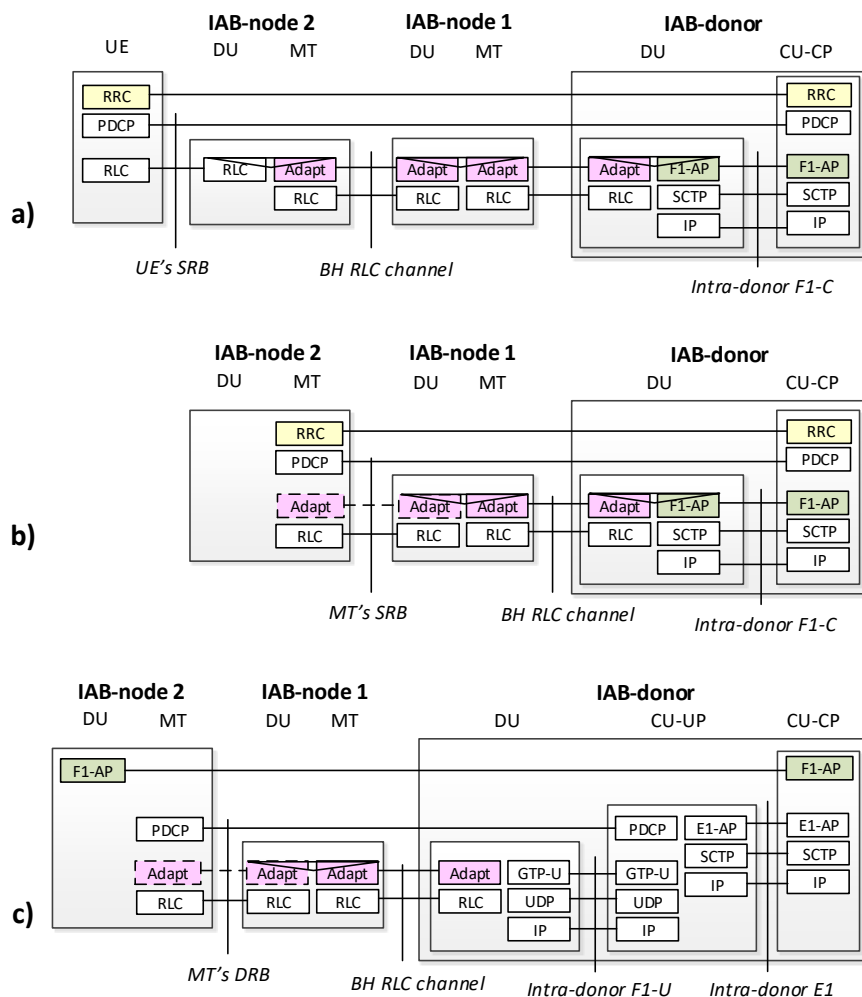 IAB-node 2 IAB-node 1 IAB-donor
UE DU MT DU MT DU CU-CP
RRC RRC
PDCP PDCP
RLC RLC Adapt Adapt Adapt Adapt F1-AP F1-AP
RLC RLC RLC RLC SCTP SCTP
a) IP IP
UE's SRB BH RLC channel Intra-donor F1-C
IAB-node 2 IAB-node 1 IAB-donor
DU MT DU MT DU CU-CP
RRC RRC
PDCP PDCP
Adapt Adapt Adapt Adapt F1-AP F1-AP
b) RLC RLC RLC RLC SCTP SCTP
IP IP
MT's SRB BH RLC channel Intra-donor F1-C
IAB-node 2 IAB-node 1 IAB-donor
DU MT DU MT DU CU-UP CU-CP
F1-AP F1-AP
PDCP PDCP E1-AP E1-AP
SCTP SCTP
Adapt Adapt Adapt Adapt GTP-U GTP-U IP IP
RLC RLC RLC RLC UDP UDP
c) IP IP
MT's DRB BH RLC channel Intra-donor F1-U Intra-donor E1